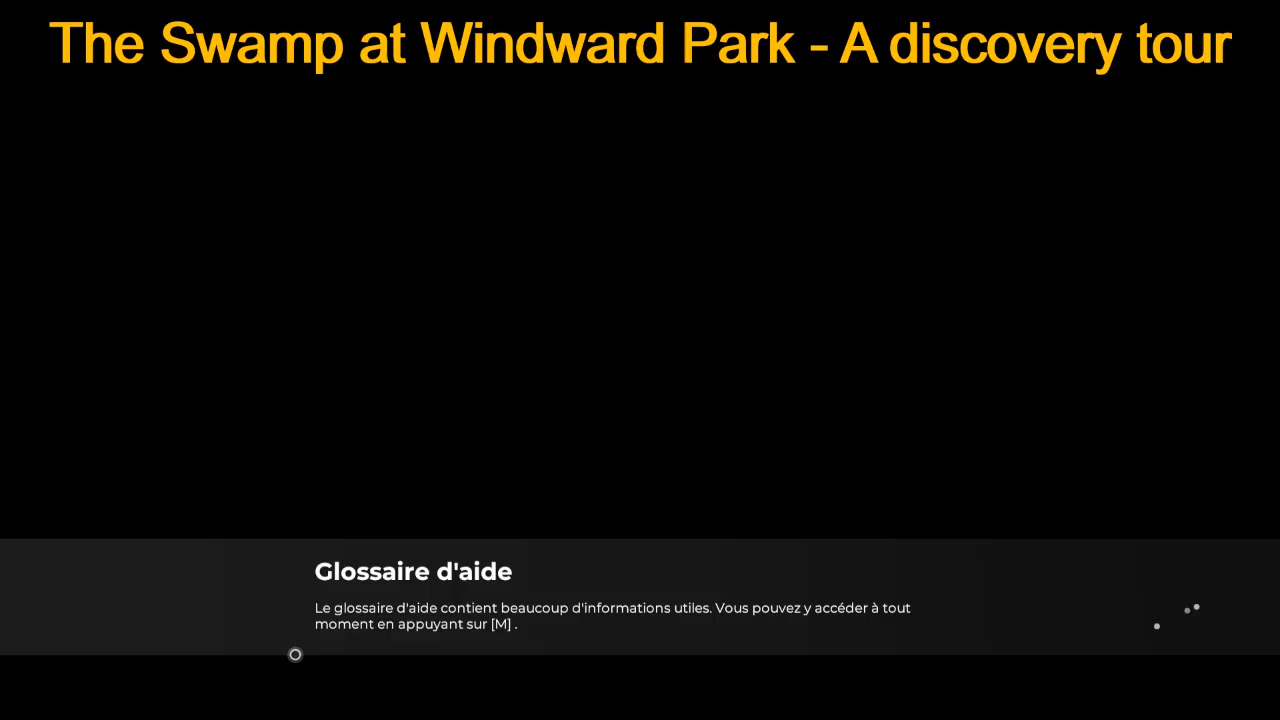 The Swamp at Windward Park - A discovery tour
Glossaire d'aide
Le glossaire d'aide contient beaucoup d'informations utiles. Vous pouvez y accéder à tout
moment en appuyant sur [M] .